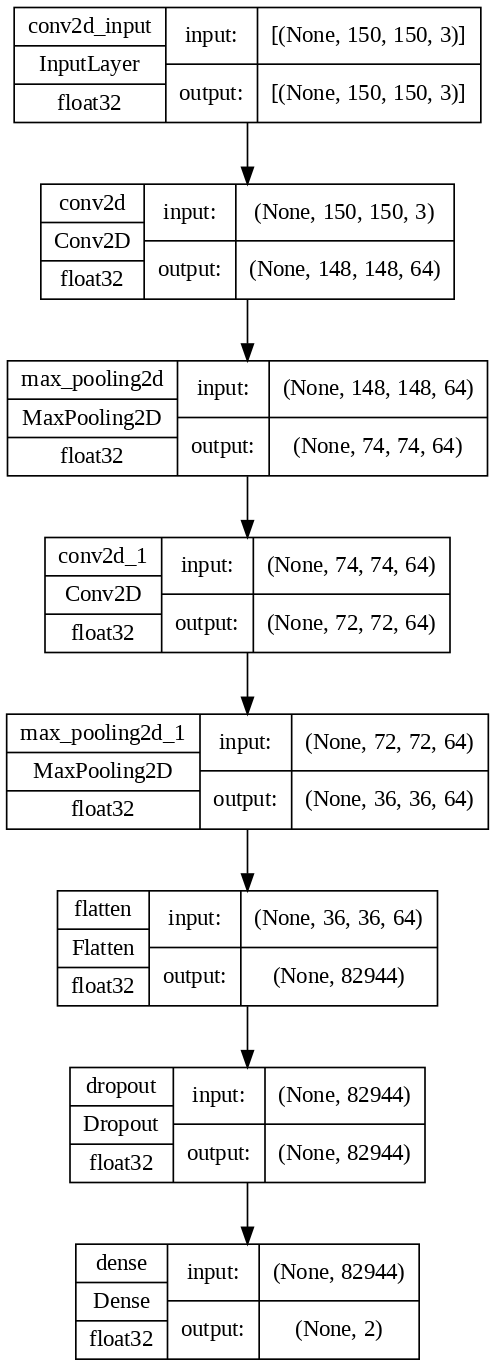 conv2d_input
InputLayer
float32
input:
[(None, 150, 150, 3)]
output:
[(None, 150, 150, 3)]
conv2d
Conv2D
float32
input:
(None, 150, 150, 3)
output:
(None, 148, 148, 64)
max_pooling2d
MaxPooling2D
float32
input:
(None, 148, 148, 64)
output:
(None, 74, 74, 64)
conv2d_1
Conv2D
float32
input:
(None, 74, 74, 64)
output:
(None, 72, 72, 64)
max_pooling2d_1
MaxPooling2D
float32
input:
(None, 72, 72, 64)
output:
(None, 36, 36, 64)
flatten
Flatten
float32
input:
(None, 36, 36, 64)
output:
(None, 82944)
dropout
Dropout
float32
input:
(None, 82944)
output:
(None, 82944)
dense
Dense
float32
input:
(None, 82944)
output:
(None, 2)